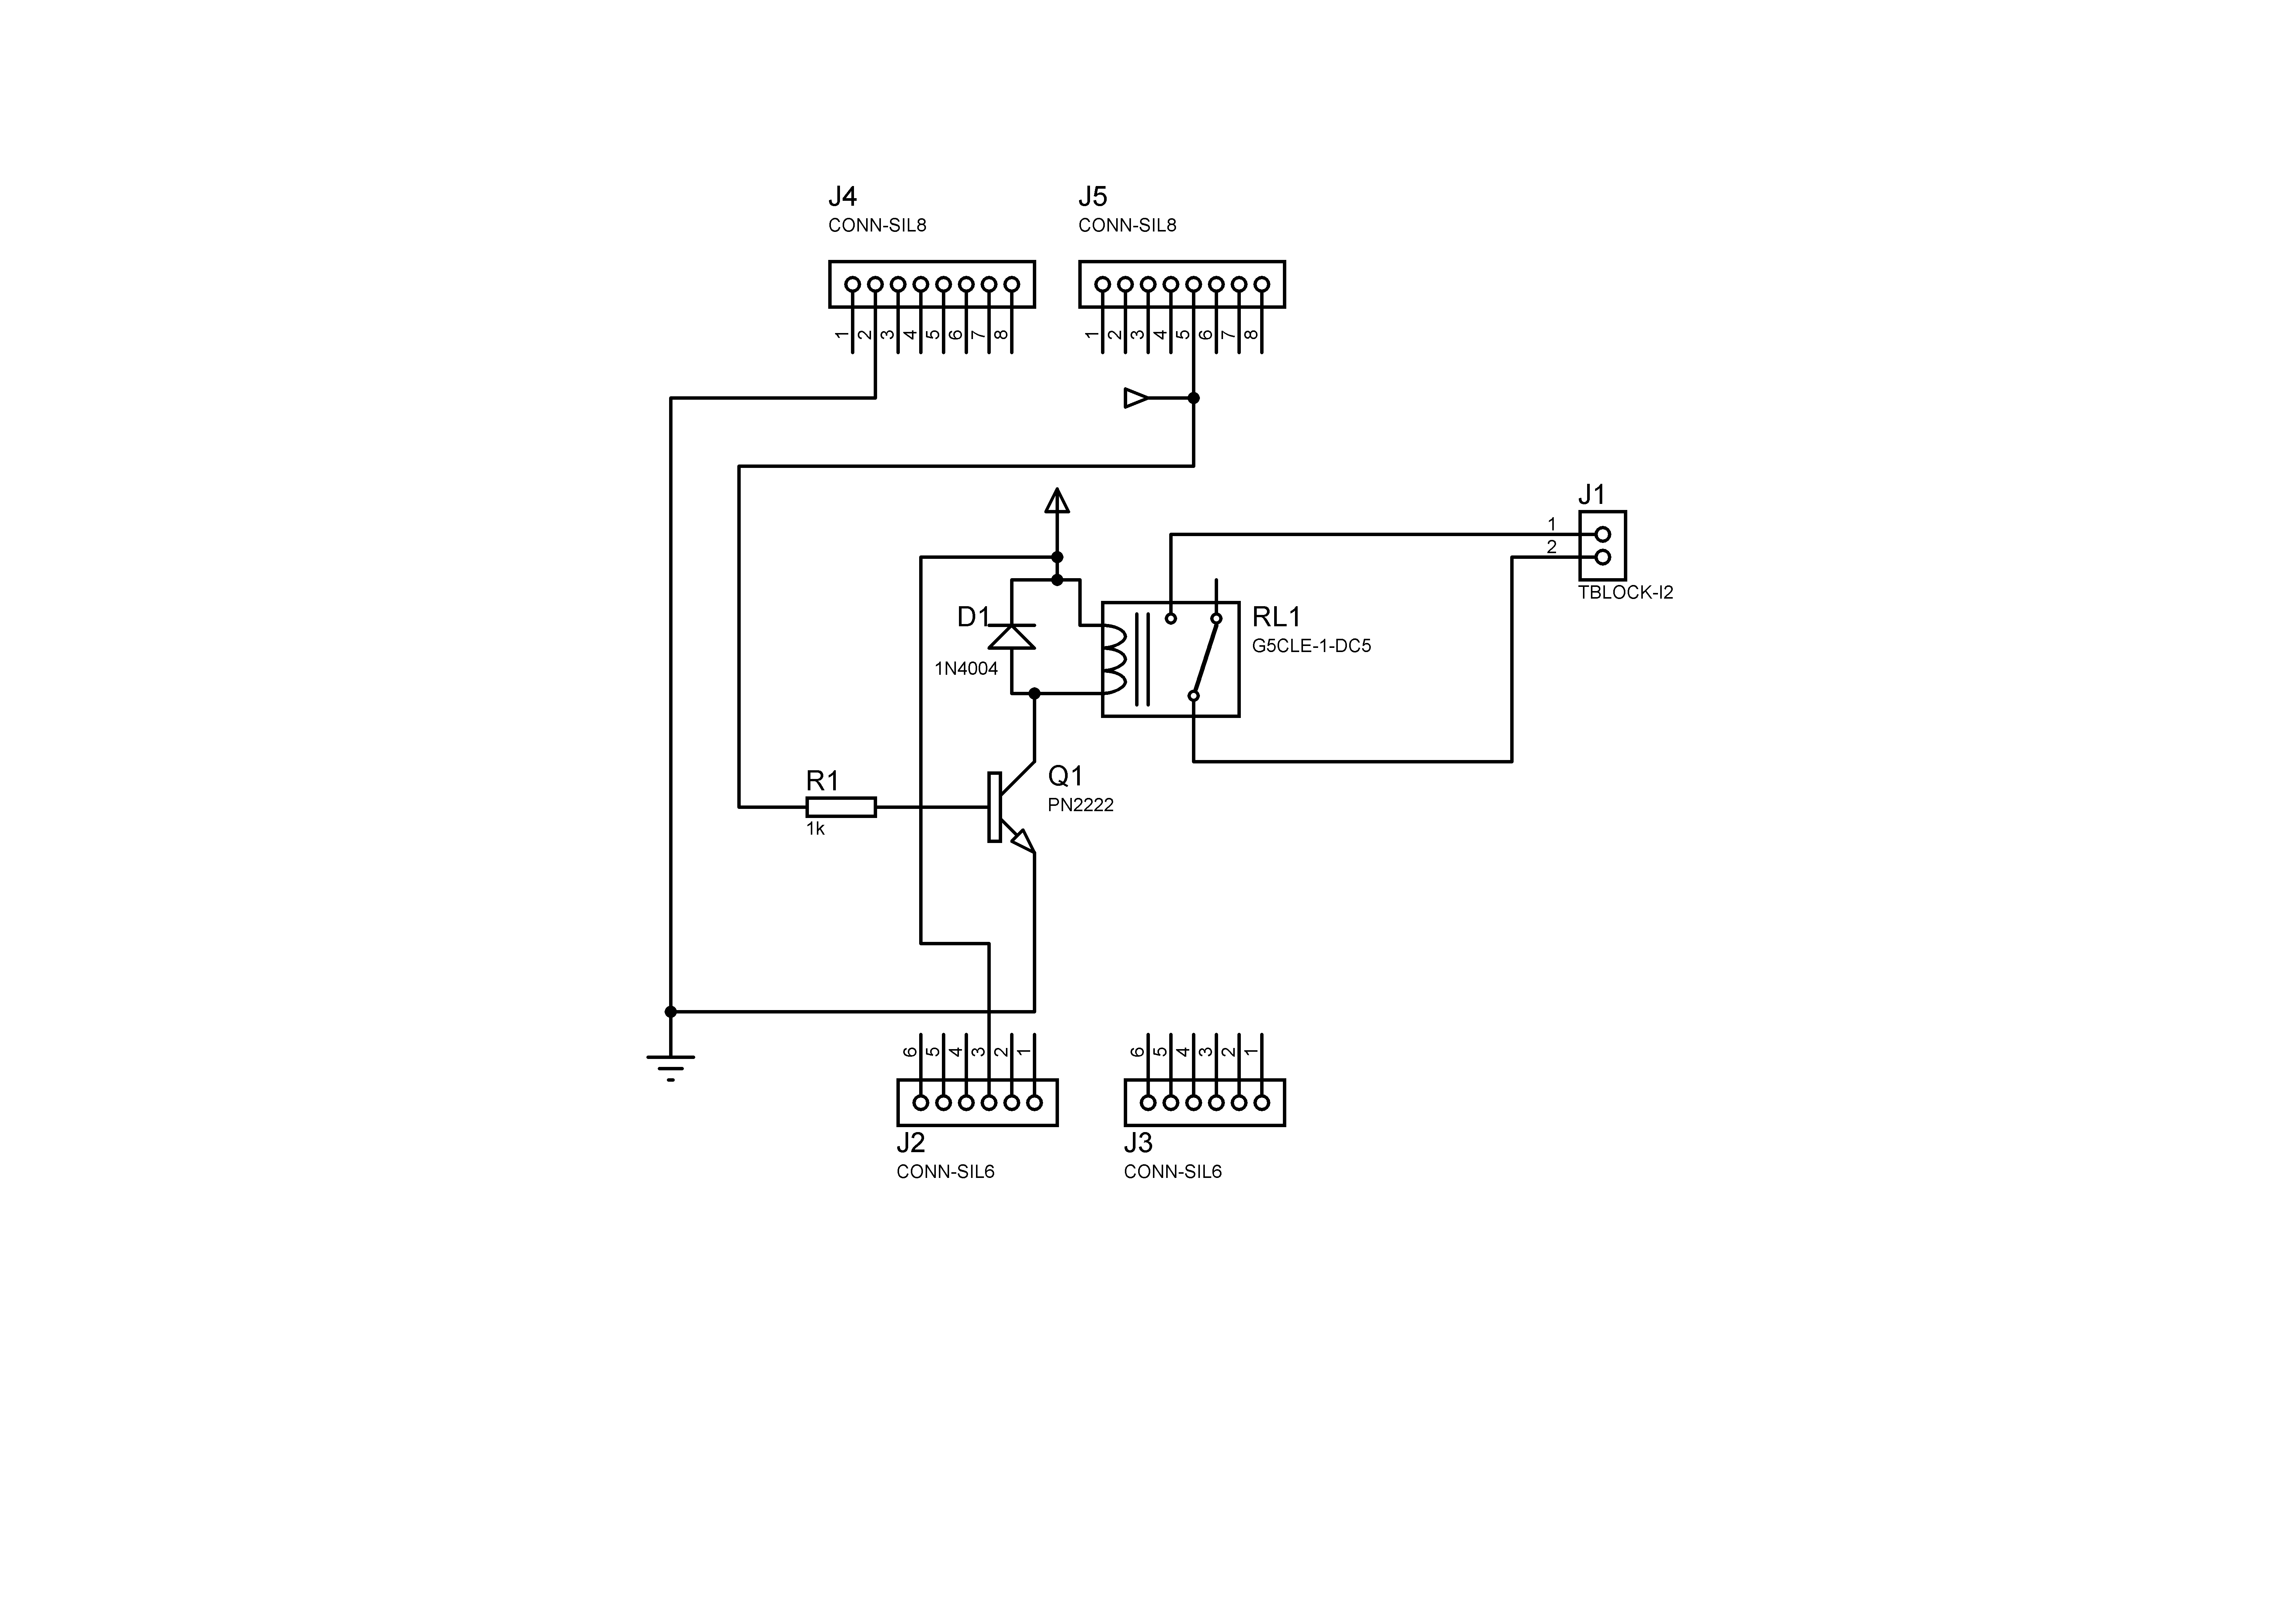 J4
CONN-SIL8
1 2 3 4 5 6 7 8
J5
CONN-SIL8
1 2 3 4 5 6 7 8
J1
1
2
TBLOCK-I2
D1
1N4004
RL1
G5CLE-1-DC5
R1
1k
Q1
PN2222
6 5 4 3 2 1
J2
CONN-SIL6
6 5 4 3 2 1
J3
CONN-SIL6